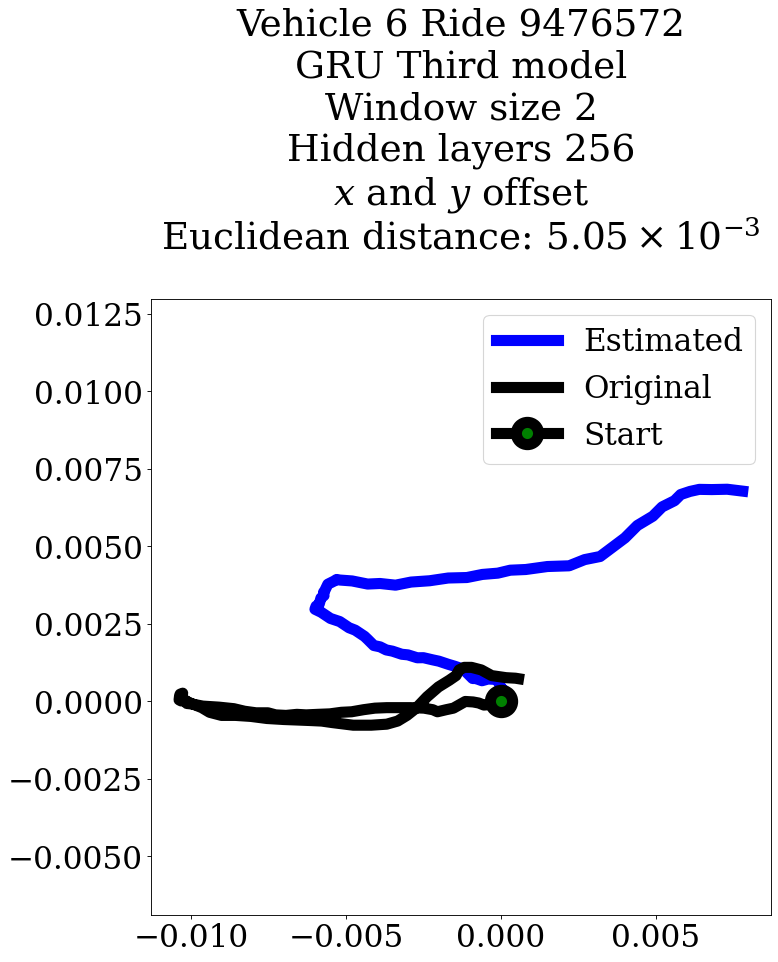 Vehicle 6 Ride 9476572
GRU Third model
Window size 2
Hidden layers 256
x and y offset
Euclidean distance: 5.05 × 10⁻³
Estimated
Original
Start
0.0125
0.0100
0.0075
0.0050
0.0025
0.0000
−0.0025
−0.0050
−0.010 −0.005 0.000 0.005